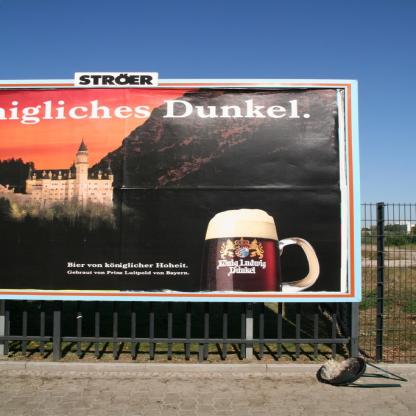 STRÖER
nigliches Dunkel.
König Ludwig
Dunkel
Bier von königlicher Hoheit.
Gebraut von Prinz Luitpold von Bayern.